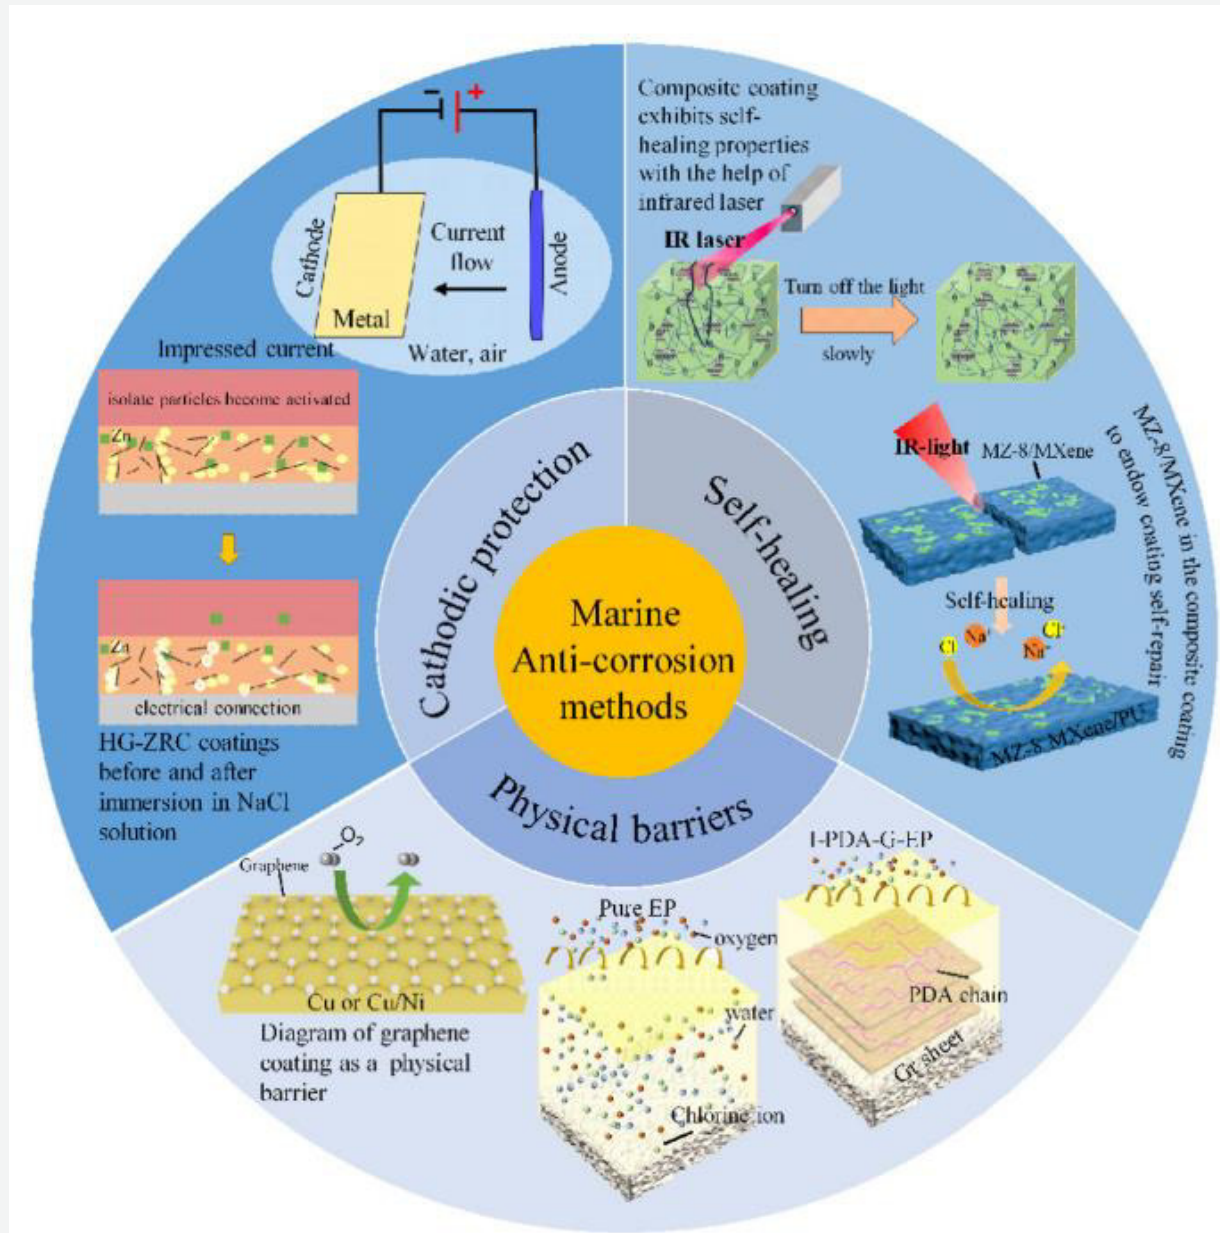 Marine
Anti-corrosion
methods
Cathodic protection
Self-healing
Physical barriers
−
+
Cathode
Metal
Current
flow
Anode
Water, air
Impressed current
isolate particles become activated
Zn
Zn
electrical connection
HG-ZRC coatings
before and after
immersion in NaCl
solution
Composite coating
exhibits self-
healing properties
with the help of
infrared laser
IR laser
Turn off the light
slowly
IR-light
MZ-8/MXene
Self-healing
Cl
Na
Cl-
Na+
MZ-8 MXene/PU
MZ-8/MXene in the composite coating
to endow coating self-repair
Graphene
O2
Cu or Cu/Ni
Diagram of graphene
coating as a physical
barrier
Pure EP
oxygen
water
Chlorine ion
I-PDA-G-EP
PDA chain
Gr sheet